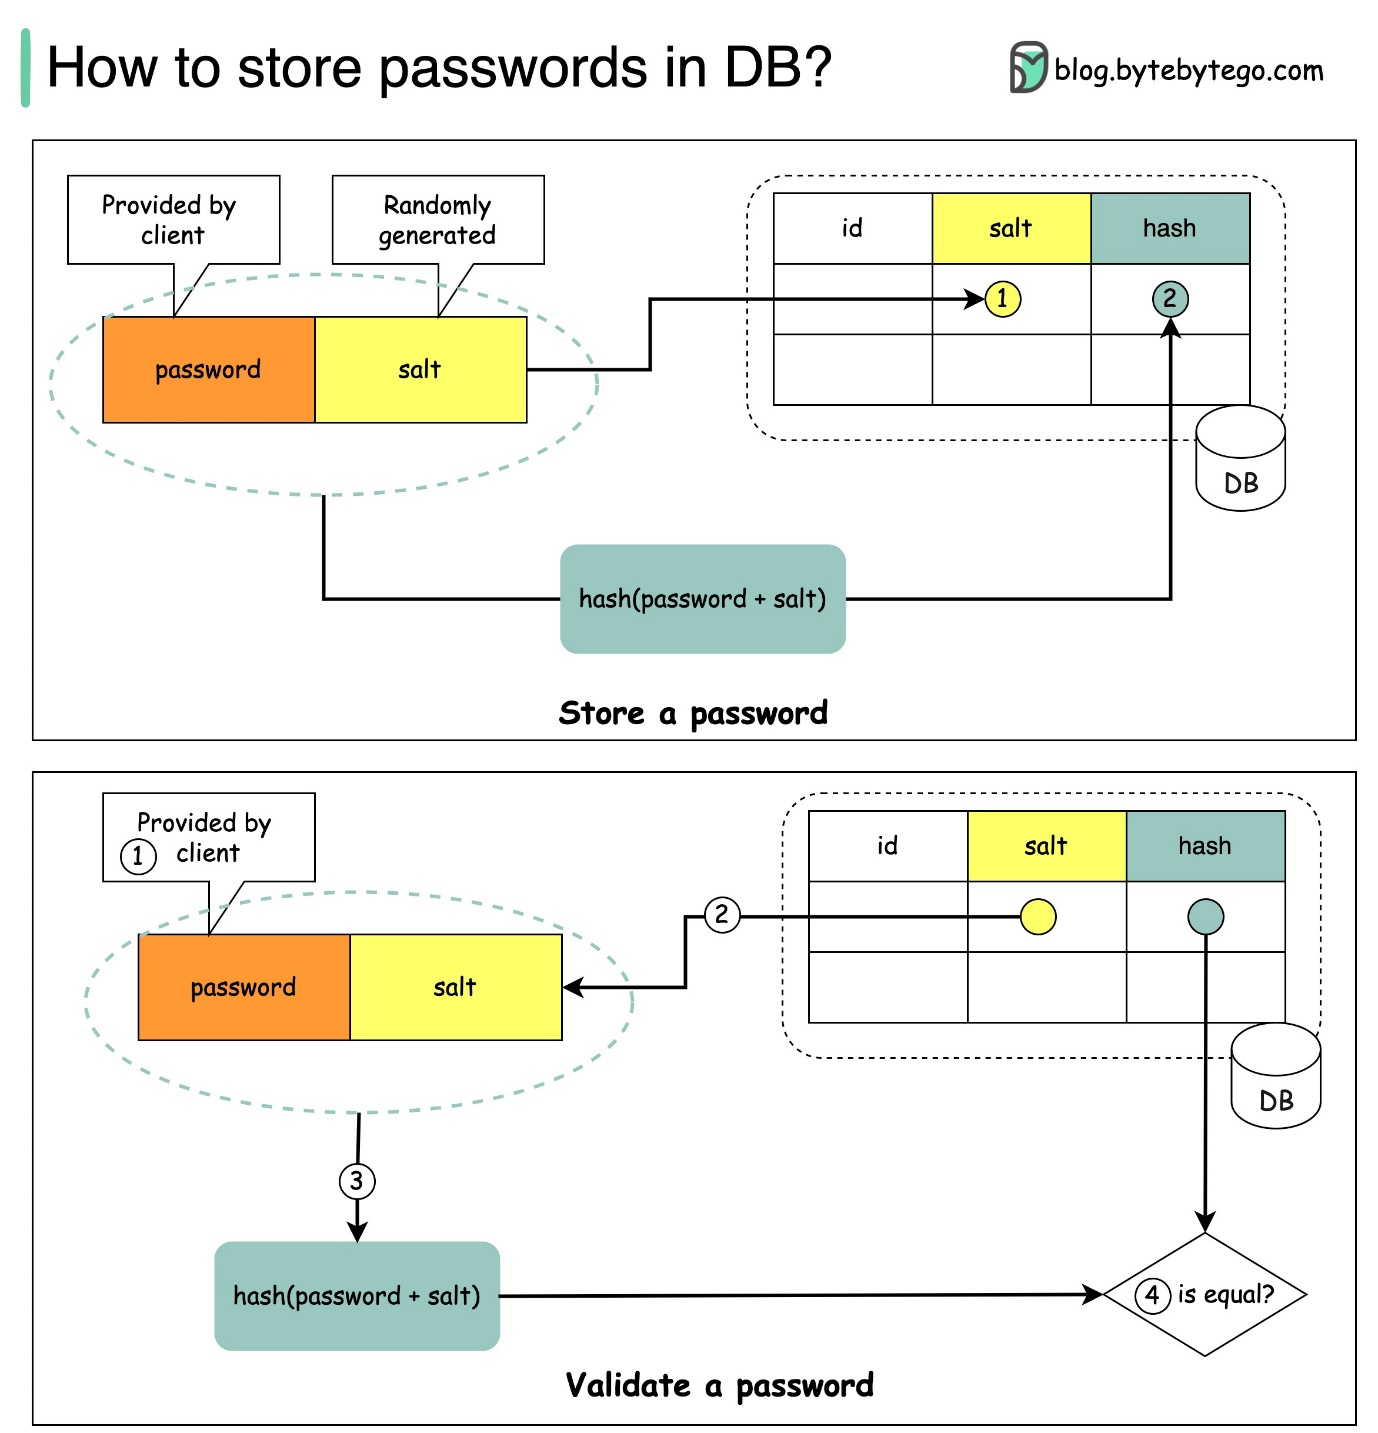 How to store passwords in DB?
blog.bytebytego.com
Provided by
client
Randomly
generated
id
salt
hash
1
2
password
salt
DB
hash(password + salt)
Store a password
Provided by
1 client
id
salt
hash
2
password
salt
DB
3
hash(password + salt)
4 is equal?
Validate a password